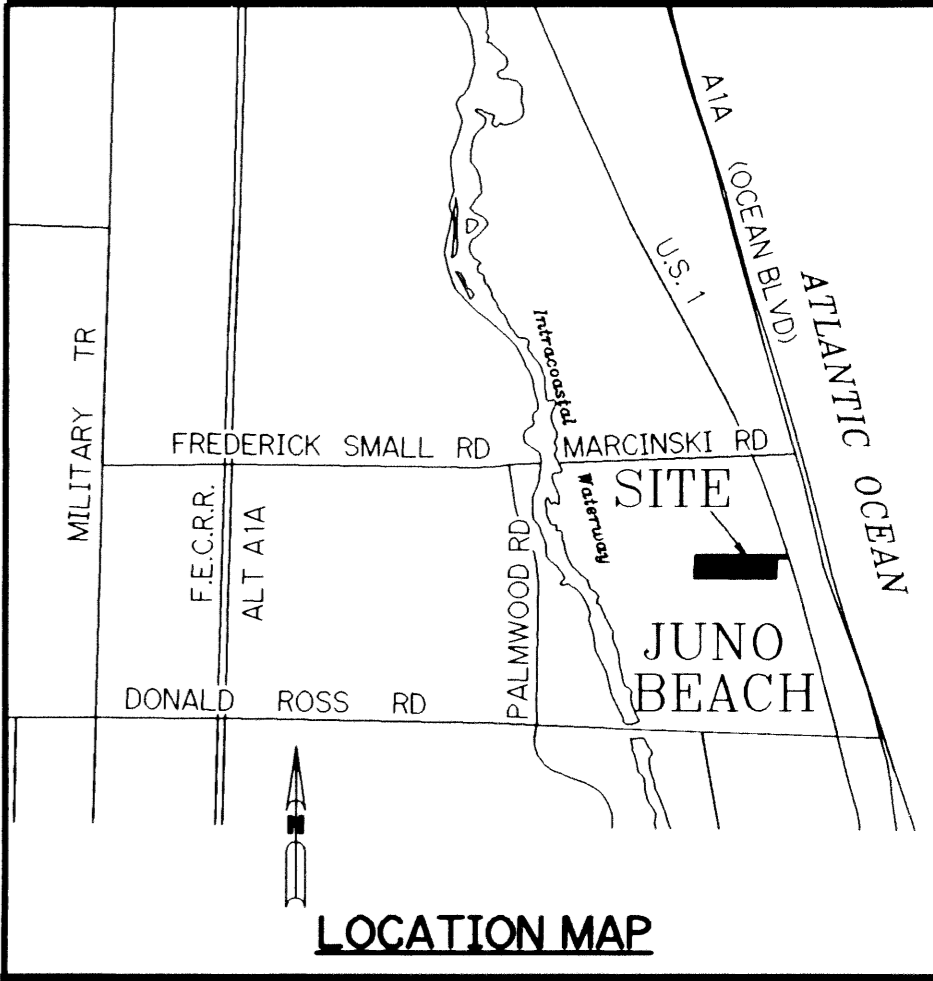 A1A (OCEAN BLVD)
U.S. 1
ATLANTIC OCEAN
MILITARY TR
Intracoastal
Waterway
FREDERICK SMALL RD
MARCINSKI RD
SITE
F.E.C.R.R.
ALT A1A
PALMWOOD RD
JUNO
BEACH
DONALD ROSS RD
N
LOCATION MAP